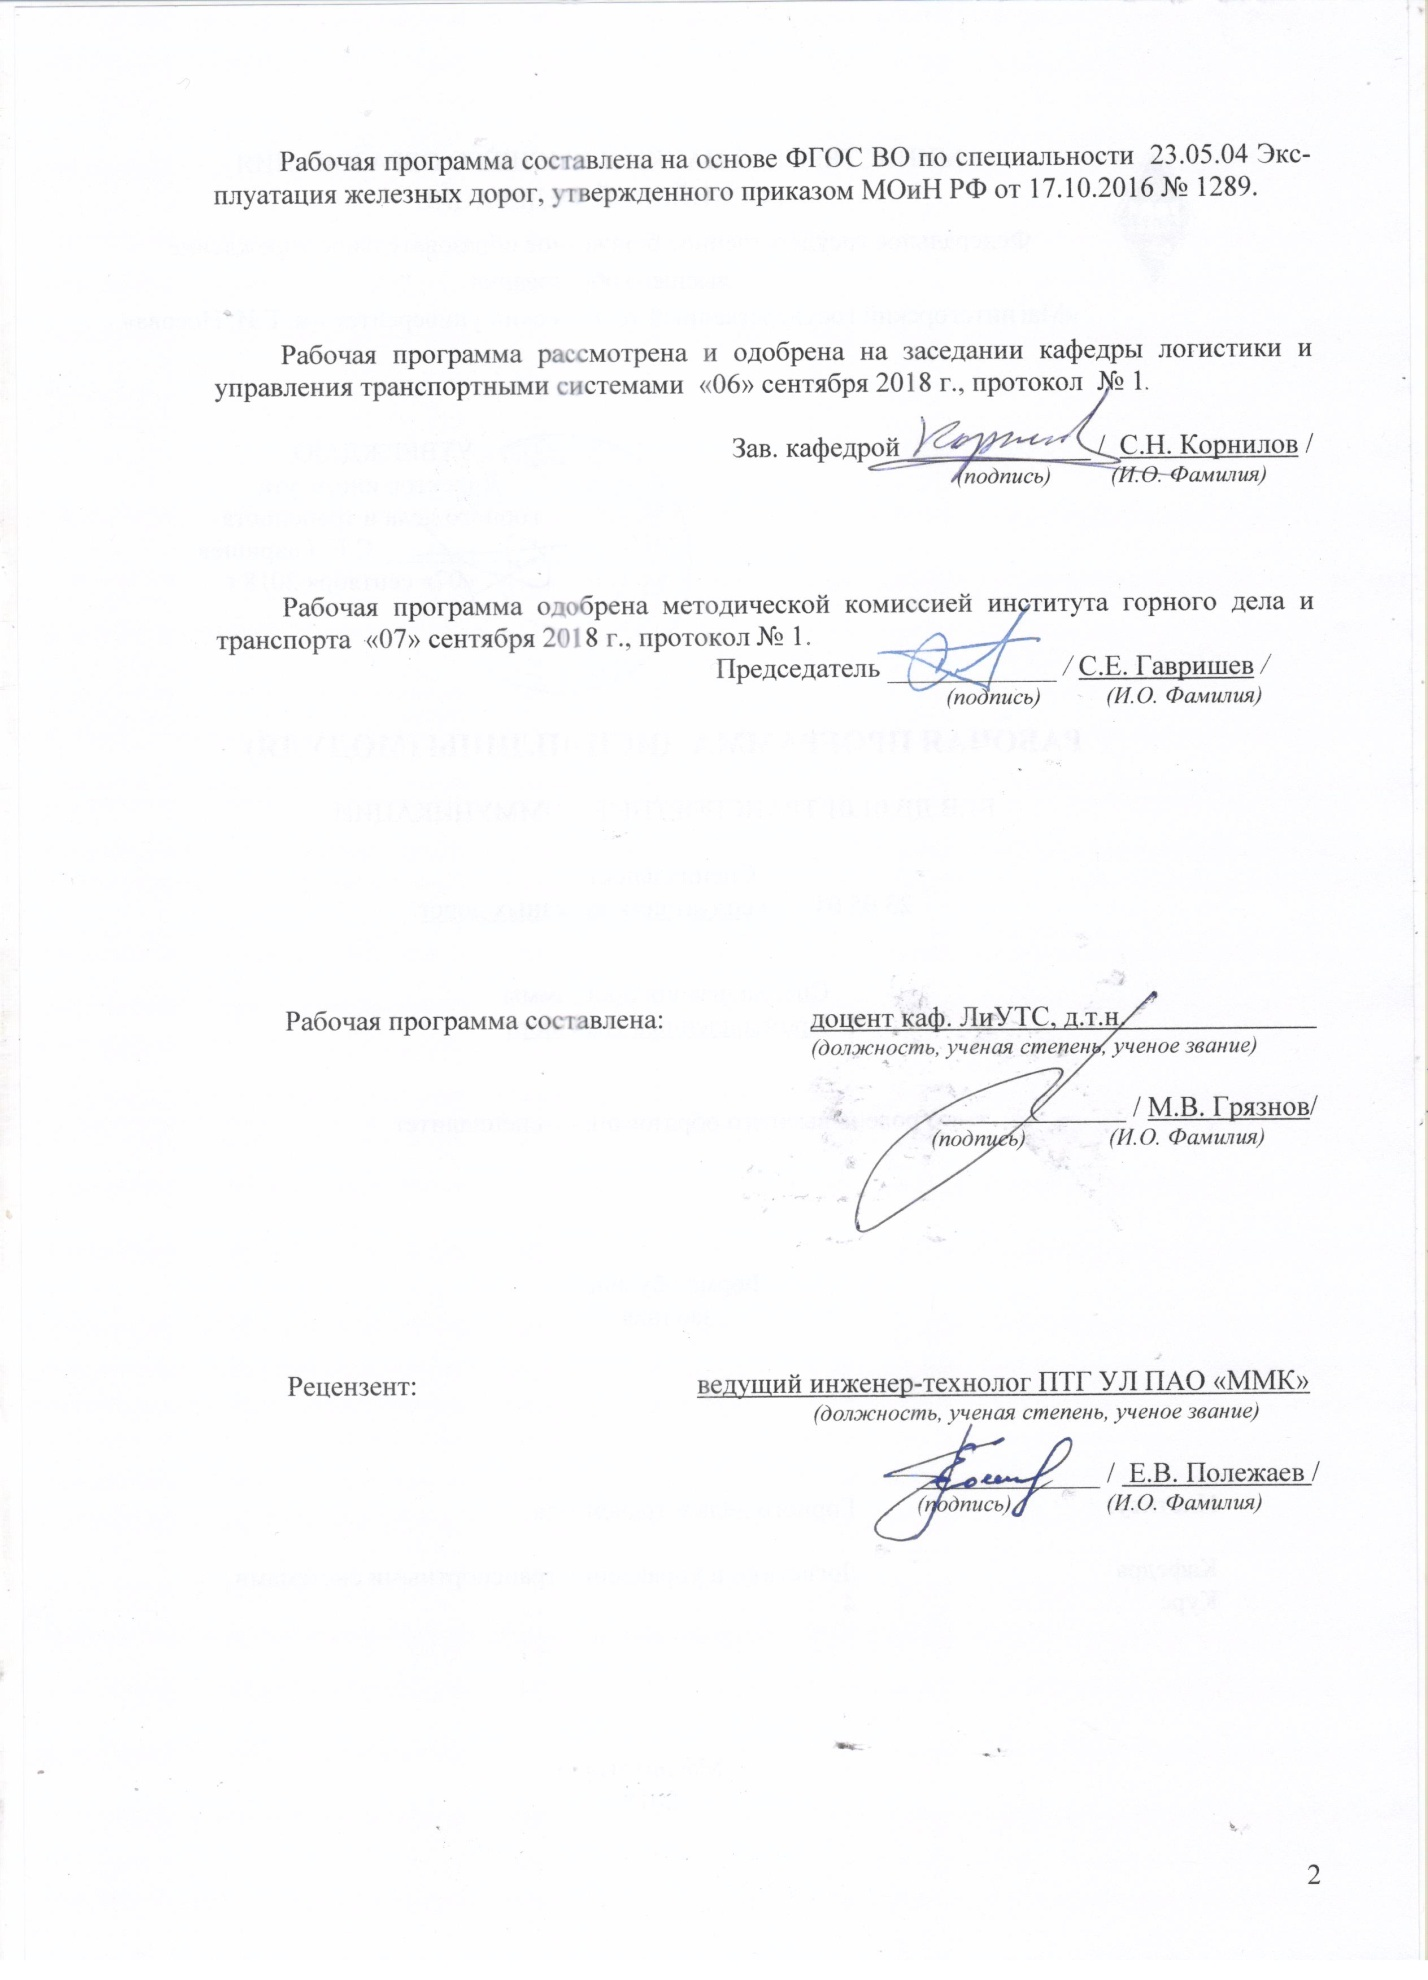 Рабочая программа составлена на основе ФГОС ВО по специальности 23.05.04 Экс-
плуатация железных дорог, утвержденного приказом МОиН РФ от 17.10.2016 № 1289.
Рабочая программа рассмотрена и одобрена на заседании кафедры логистики и
управления транспортными системами «06» сентября 2018 г., протокол № 1.
Зав. кафедрой / С.Н. Корнилов /
(подпись) (И.О. Фамилия)
Рабочая программа одобрена методической комиссией института горного дела и
транспорта «07» сентября 2018 г., протокол № 1.
Председатель ____________ / С.Е. Гавришев /
(подпись) (И.О. Фамилия)
Рабочая программа составлена: доцент каф. ЛиУТС, д.т.н.
(должность, ученая степень, ученое звание)
/ М.В. Грязнов/
(подпись) (И.О. Фамилия)
Рецензент: ведущий инженер-технолог ПТГ УЛ ПАО «ММК»
(должность, ученая степень, ученое звание)
/ Е.В. Полежаев /
(подпись) (И.О. Фамилия)
2